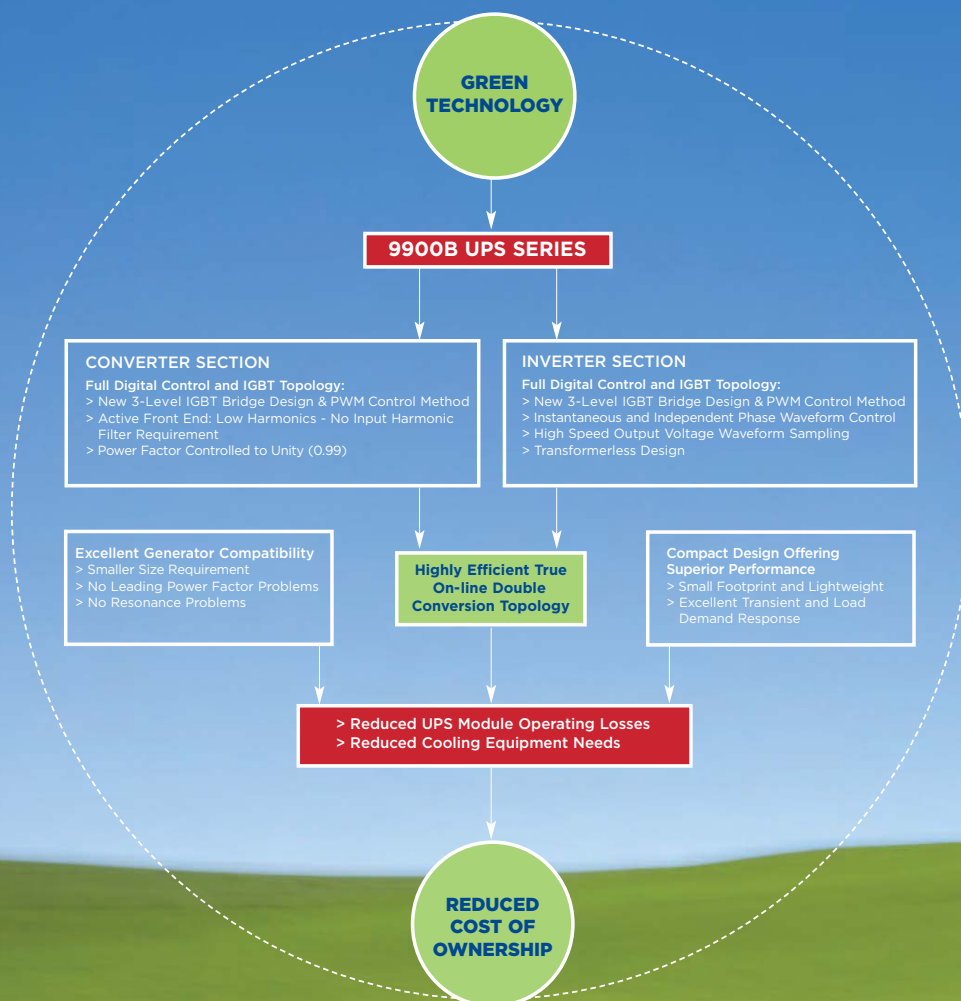 GREEN
TECHNOLOGY
9900B UPS SERIES
CONVERTER SECTION
Full Digital Control and IGBT Topology:
> New 3-Level IGBT Bridge Design & PWM Control Method
> Active Front End: Low Harmonics - No Input Harmonic
Filter Requirement
> Power Factor Controlled to Unity (0.99)
INVERTER SECTION
Full Digital Control and IGBT Topology:
> New 3-Level IGBT Bridge Design & PWM Control Method
> Instantaneous and Independent Phase Waveform Control
> High Speed Output Voltage Waveform Sampling
> Transformerless Design
Excellent Generator Compatibility
> Smaller Size Requirement
> No Leading Power Factor Problems
> No Resonance Problems
Highly Efficient True
On-line Double
Conversion Topology
Compact Design Offering
Superior Performance
> Small Footprint and Lightweight
> Excellent Transient and Load
Demand Response
> Reduced UPS Module Operating Losses
> Reduced Cooling Equipment Needs
REDUCED
COST OF
OWNERSHIP